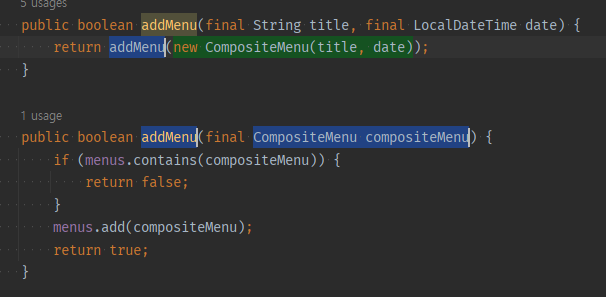 5 usages
public boolean addMenu(final String title, final LocalDateTime date) {
return addMenu(new CompositeMenu(title, date));
}
1 usage
public boolean addMenu(final CompositeMenu compositeMenu) {
if (menus.contains(compositeMenu)) {
return false;
}
menus.add(compositeMenu);
return true;
}